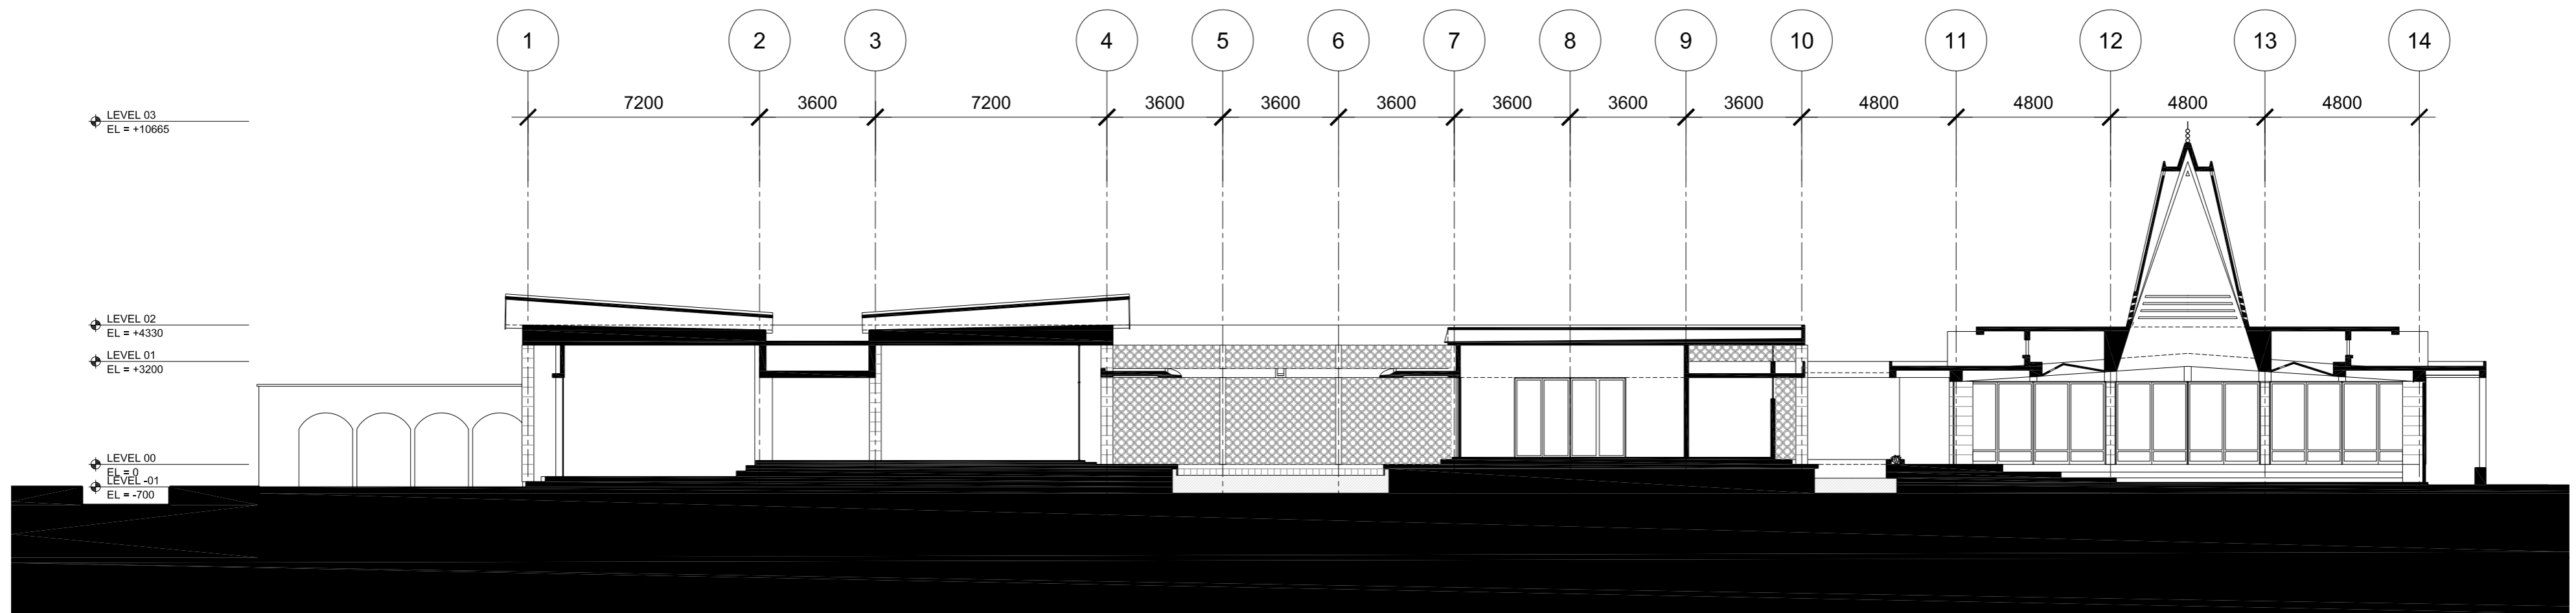 1 2 3 4 5 6 7 8 9 10 11 12 13 14
7200 3600 7200 3600 3600 3600 3600 3600 3600 4800 4800 4800 4800
LEVEL 03
EL = +10665
LEVEL 02
EL = +4330
LEVEL 01
EL = +3200
LEVEL 00
EL = 0
LEVEL -01
EL = -700